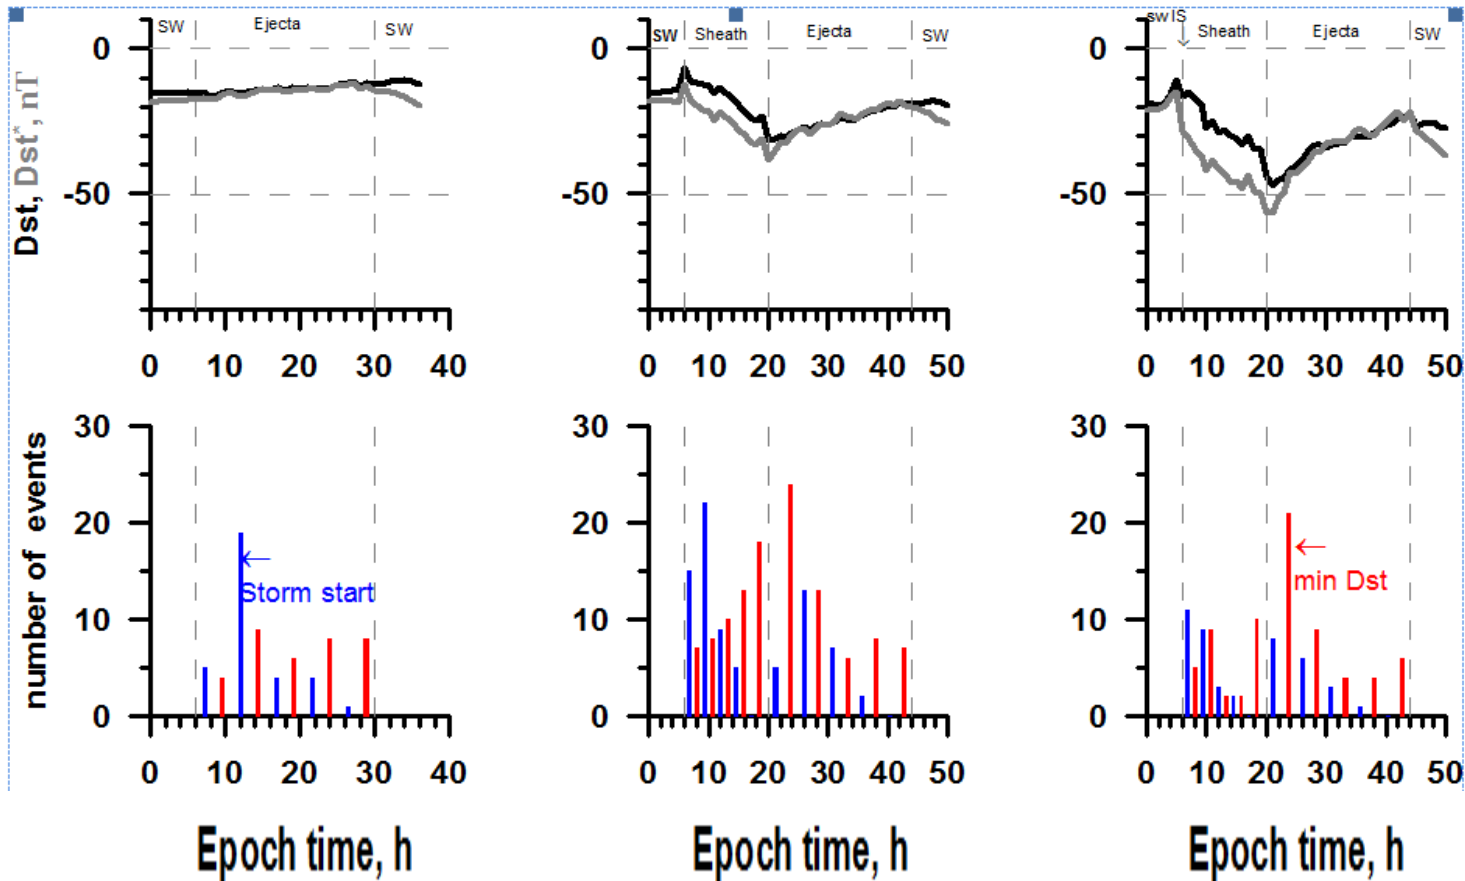 SW Ejecta SW
SW Sheath Ejecta SW
sw IS Sheath Ejecta SW
Dst, Dst*, nT
0
-50
0
-50
0
-50
0 10 20 30 40
0 10 20 30 40 50
0 10 20 30 40 50
number of events
30
20
10
0
Storm start
30
20
10
0
30
20
10
0
min Dst
0 10 20 30 40
0 10 20 30 40 50
0 10 20 30 40 50
Epoch time, h
Epoch time, h
Epoch time, h